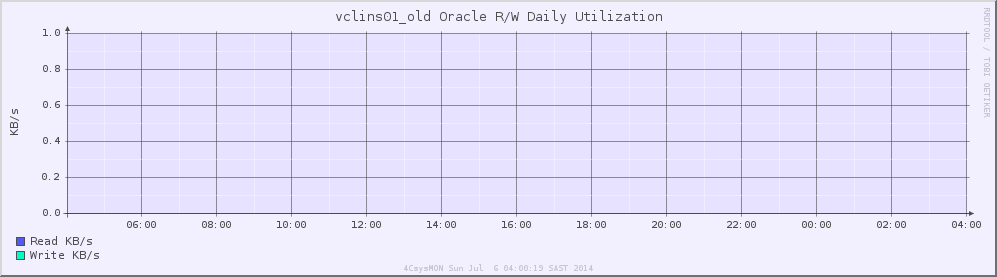 vclins01_old Oracle R/W Daily Utilization
RRDTOOL / TOBI OETIKER
KB/s
1.0
0.8
0.6
0.4
0.2
0.0
06:00 08:00 10:00 12:00 14:00 16:00 18:00 20:00 22:00 00:00 02:00 04:00
Read KB/s
Write KB/s
4CsysMON Sun Jul  6 04:00:19 SAST 2014